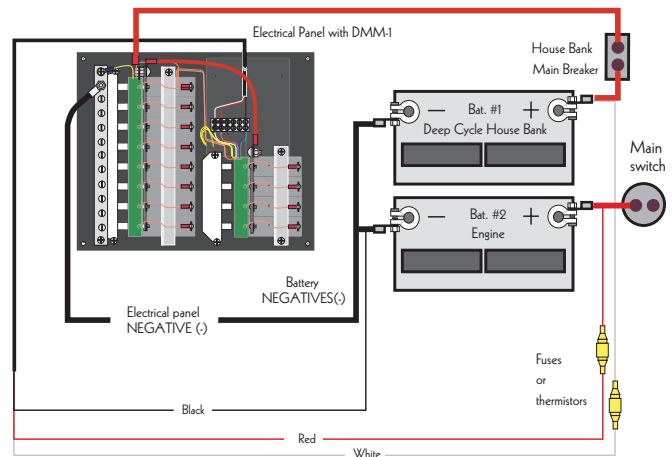 Electrical Panel with DMM-1
House Bank
Main Breaker
– Bat. #1 +
Deep Cycle House Bank
Main
switch
– Bat. #2 +
Engine
Battery
NEGATIVES(-)
Electrical panel
NEGATIVE (-)
Fuses
or
thermistors
Black
Red
White